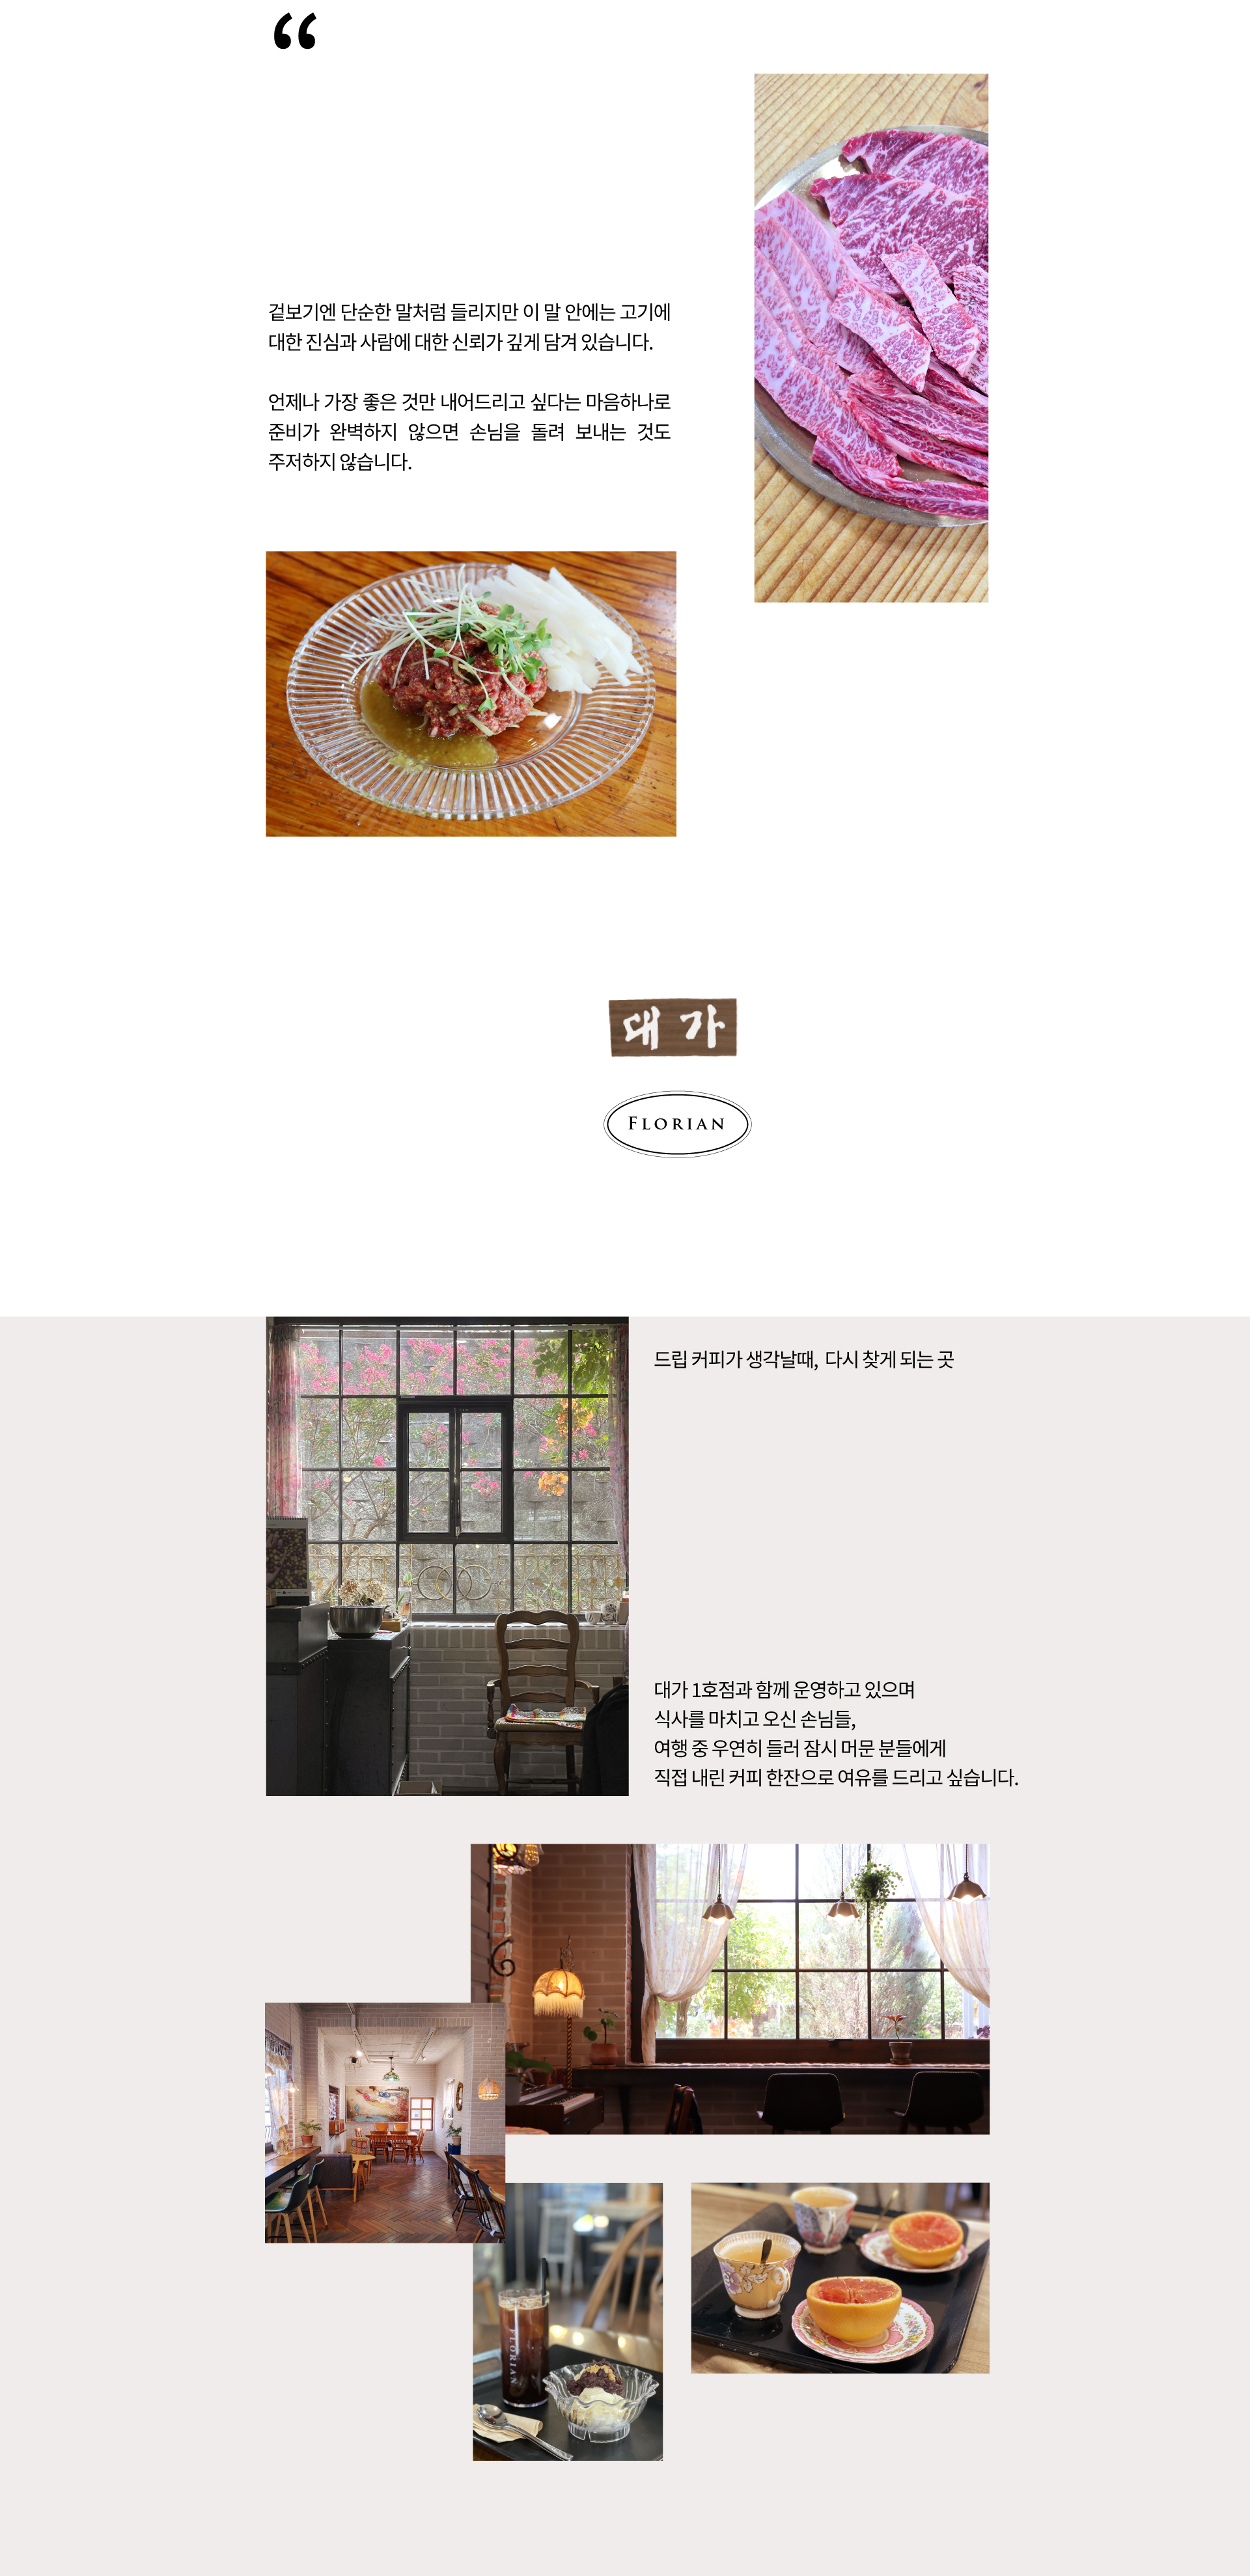 “
겉보기엔 단순한 말처럼 들리지만 이 말 안에는 고기에
대한 진심과 사람에 대한 신뢰가 깊게 담겨 있습니다.
언제나 가장 좋은 것만 내어드리고 싶다는 마음하나로
준비가 완벽하지 않으면 손님을 돌려 보내는 것도
주저하지 않습니다.
대가
FLORIAN
드립 커피가 생각날때, 다시 찾게 되는 곳
대가 1호점과 함께 운영하고 있으며
식사를 마치고 오신 손님들,
여행 중 우연히 들러 잠시 머문 분들에게
직접 내린 커피 한잔으로 여유를 드리고 싶습니다.
FLORIAN